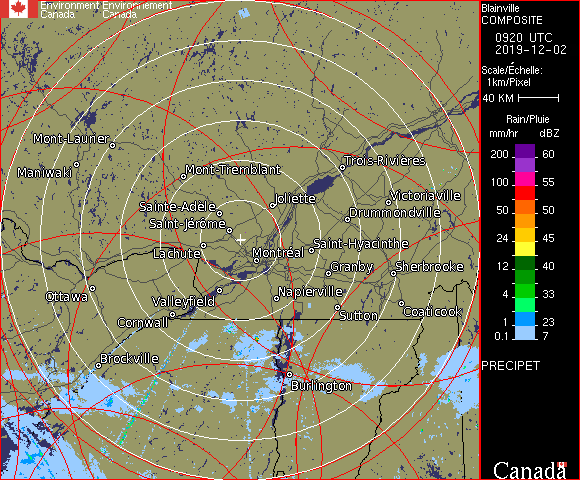 Environment Environnement
Canada Canada
Blainville
COMPOSITE
0920 UTC
2019-12-02
Scale/Échelle:
1km/Pixel
40 KM
Rain/Pluie
mm/hr dBZ
200 60
100 55
50 50
24 45
12 40
4 33
1 23
0.1 7
PRECIPET
Canada
Mont-Laurier
Maniwaki
Mont-Tremblant
Trois-Rivières
Sainte-Adèle
Joliette
Victoriaville
Saint-Jérôme
Drummondville
Lachute
Montréal
Saint-Hyacinthe
Granby
Sherbrooke
Ottawa
Valleyfield
Napierville
Cornwall
Sutton
Coaticook
Brockville
Burlington